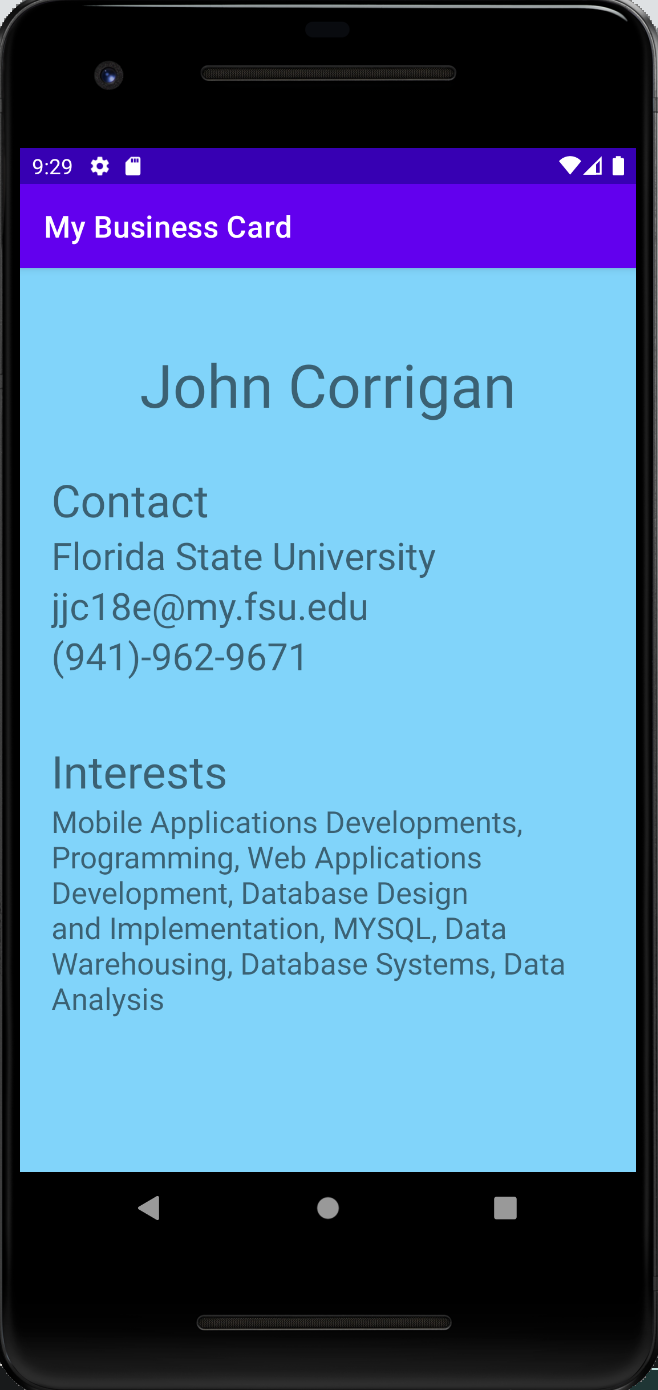 9:29
My Business Card
John Corrigan
Contact
Florida State University
jjc18e@my.fsu.edu
(941)-962-9671
Interests
Mobile Applications Developments,
Programming, Web Applications
Development, Database Design
and Implementation, MYSQL, Data
Warehousing, Database Systems, Data
Analysis